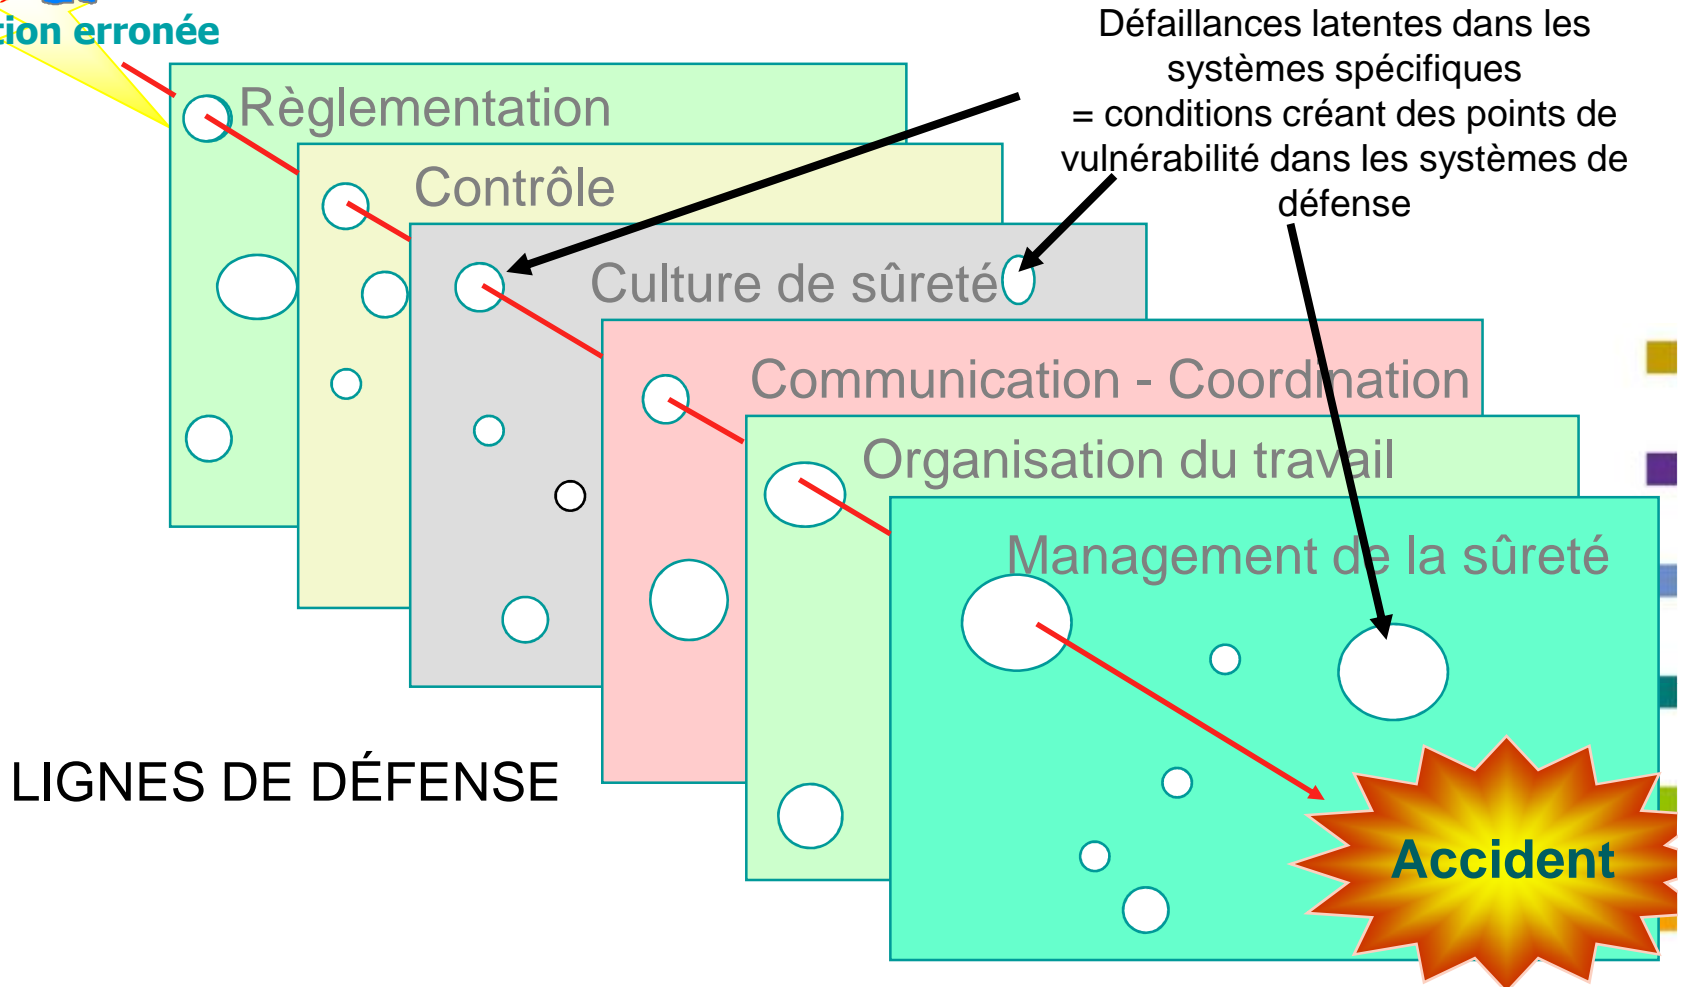 erronée
Défaillances latentes dans les
systèmes spécifiques
= conditions créant des points de
vulnérabilité dans les systèmes de
défense
Règlementation
Contrôle
Culture de sûreté
Communication - Coordination
Organisation du travail
Management de la sûreté
LIGNES DE DÉFENSE
Accident